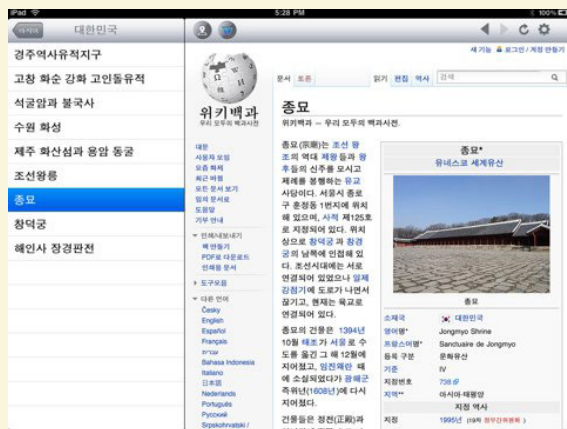 iPad
5:28 PM
100%
대한민국
경주역사유적지구
고창 화순 강화 고인돌유적
석굴암과 불국사
수원 화성
제주 화산섬과 용암 동굴
조선왕릉
종묘
창덕궁
해인사 장경판전
W
위키백과
우리 모두의 백과사전
대문
사용자 모임
요즘 화제
최근 바뀜
모든 문서 보기
임의 문서로
도움말
기부 안내
인쇄/내보내기
책 만들기
PDF로 다운로드
인쇄용 문서
도구모음
다른 언어
Česky
English
Español
Français
עברית
Bahasa Indonesia
Italiano
日本語
Nederlands
Português
Русский
Srpskohrvatski /
새 기능 로그인 / 계정 만들기
문서 토론 읽기 편집 역사 검색
종묘
위키백과 — 우리 모두의 백과사전.
종묘(宗廟)는 조선 왕
조의 역대 제왕들과 왕
후들의 신주를 모시고
제례를 봉행하는 유교
사당이다. 서울시 종로
구 훈정동 1번지에 위치
해 있으며, 사적 제125호
로 지정되어 있다. 위치
상으로 창덕궁과 창경
궁의 남쪽에 인접해 있
다. 조선시대에는 서로
연결되어 있었으나 일제
강점기에 도로가 나면서
끊기고, 현재는 육교로
연결되어 있다.
종묘의 건물은 1394년
10월 태조가 서울로 수
도를 옮긴 그 해 12월에
지어졌고, 임진왜란 때
에 소실되었다가 광해군
즉위년(1608년)에 다시
지어졌다.
건물들은 정전(正殿)과
종묘*
유네스코 세계유산
종묘
소재국 대한민국
영어명* Jongmyo Shrine
프랑스어명* Sanctuaire de Jongmyo
등록 구분 문화유산
기준 IV
지정번호 738
지역** 아시아·태평양
지정 역사
지정 1995년 (19차 정부간위원회)